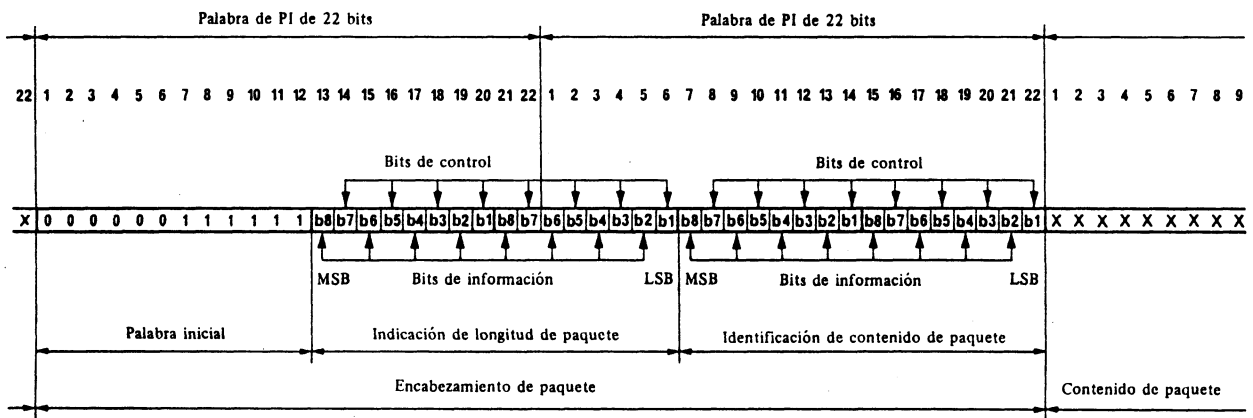 Palabra de PI de 22 bits Palabra de PI de 22 bits
22 1 2 3 4 5 6 7 8 9 10 11 12 13 14 15 16 17 18 19 20 21 22 1 2 3 4 5 6 7 8 9 10 11 12 13 14 15 16 17 18 19 20 21 22 1 2 3 4 5 6 7 8 9
Bits de control Bits de control
X 0 0 0 0 0 0 1 1 1 1 1 1 b8 b7 b6 b5 b4 b3 b2 b1 b8 b7 b6 b5 b4 b3 b2 b1 b8 b7 b6 b5 b4 b3 b2 b1 b8 b7 b6 b5 b4 b3 b2 b1 X X X X X X X X X
MSB Bits de información LSB MSB Bits de información LSB
Palabra inicial Indicación de longitud de paquete Identificación de contenido de paquete
Encabezamiento de paquete Contenido de paquete